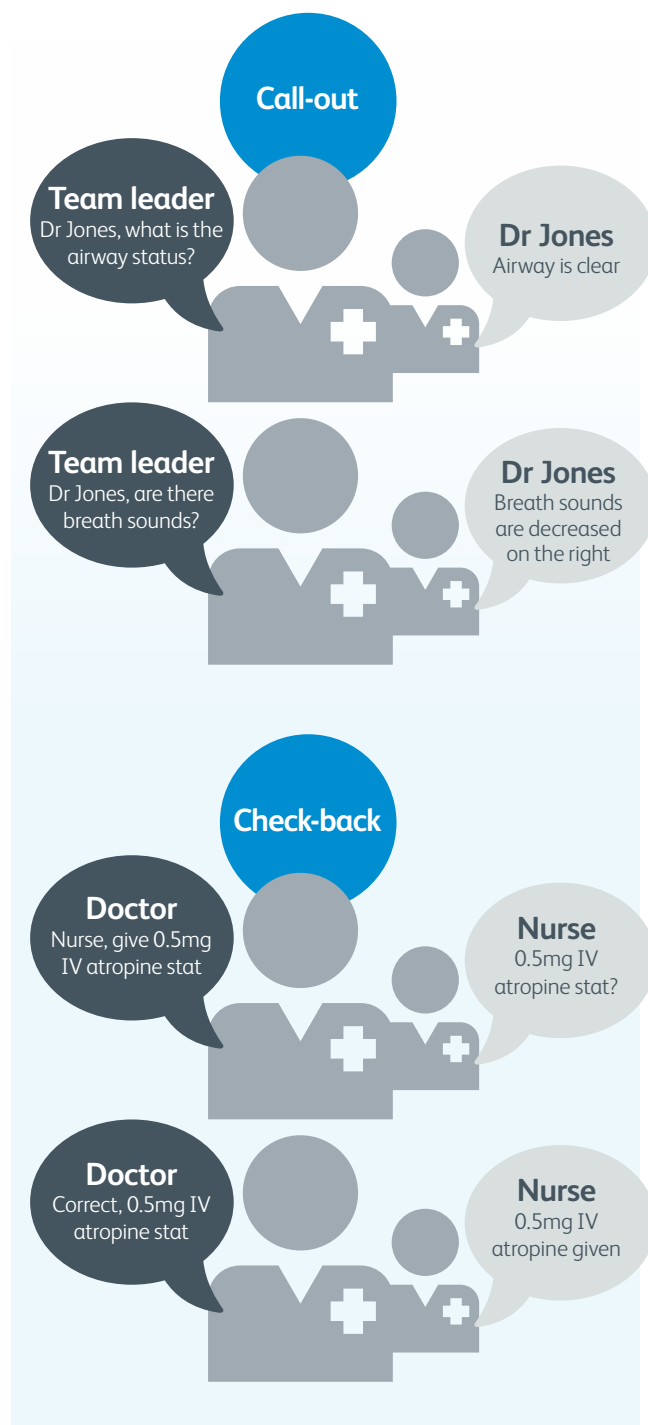 Call-out
Team leader
Dr Jones, what is the
airway status?
Dr Jones
Airway is clear
Team leader
Dr Jones, are there
breath sounds?
Dr Jones
Breath sounds
are decreased
on the right
Check-back
Doctor
Nurse, give 0.5mg
IV atropine stat
Nurse
0.5mg IV
atropine stat?
Doctor
Correct, 0.5mg IV
atropine stat
Nurse
0.5mg IV
atropine given